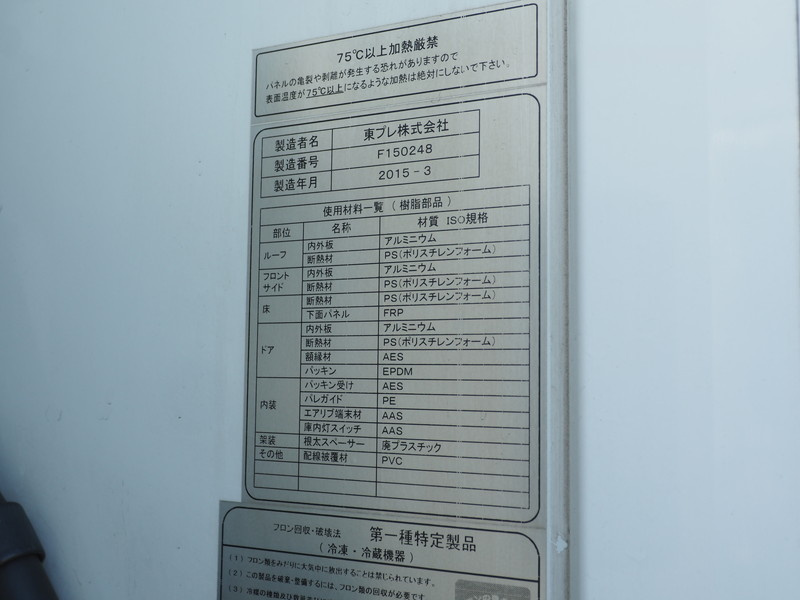 75℃以上加熱厳禁
パネルの亀裂や剥離が発生する恐れがありますので
表面温度が75℃以上になるような加熱は絶対にしないで下さい。
製造者名 東プレ株式会社
製造番号 F150248
製造年月 2015-3
使用材料一覧 (樹脂部品)
部位 名称 材質 ISO規格
ルーフ 内外板 アルミニウム
断熱材 PS(ポリスチレンフォーム)
フロント サイド 内外板 アルミニウム
断熱材 PS(ポリスチレンフォーム)
床 断熱材 PS(ポリスチレンフォーム)
下面パネル FRP
ドア 内外板 アルミニウム
断熱材 PS(ポリスチレンフォーム)
額縁材 AES
パッキン EPDM
内装 パッキン受け AES
パレガイド PE
エアリブ端末材 AAS
庫内灯スイッチ AAS
架装 根太スペーサー 廃プラスチック
その他 配線被覆材 PVC
フロン回収・破壊法 第一種特定製品
(冷凍・冷蔵機器)
(1) フロン類をみだりに大気中に放出することは禁じられています。
(2) この製品を廃棄・整備するには、フロン類の回収が必要です
(3) 冷媒の種類及び数量